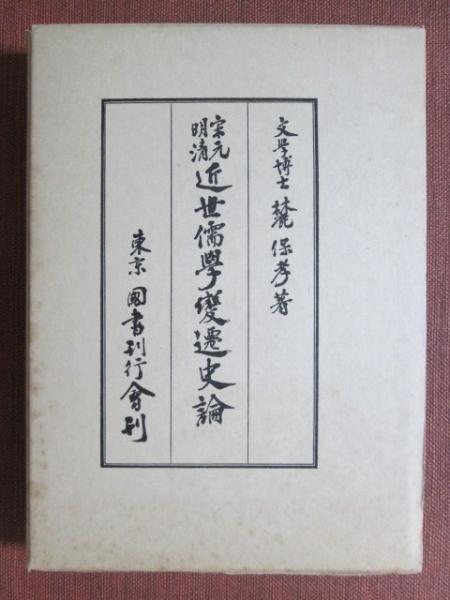 文學博士 麓 保孝著
宋元明清 近世儒學變遷史論
東京 國書刊行會刊